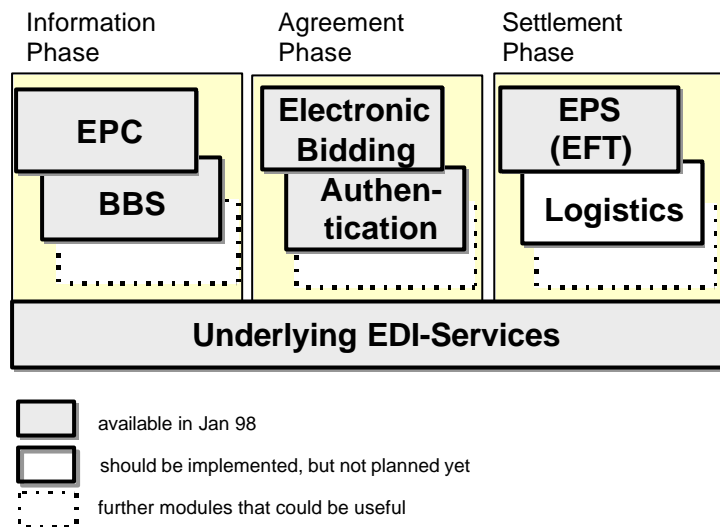 Information
Phase
Agreement
Phase
Settlement
Phase
EPC
BBS
Electronic
Bidding
Authen-
tication
EPS
(EFT)
Logistics
Underlying EDI-Services
available in Jan 98
should be implemented, but not planned yet
further modules that could be useful